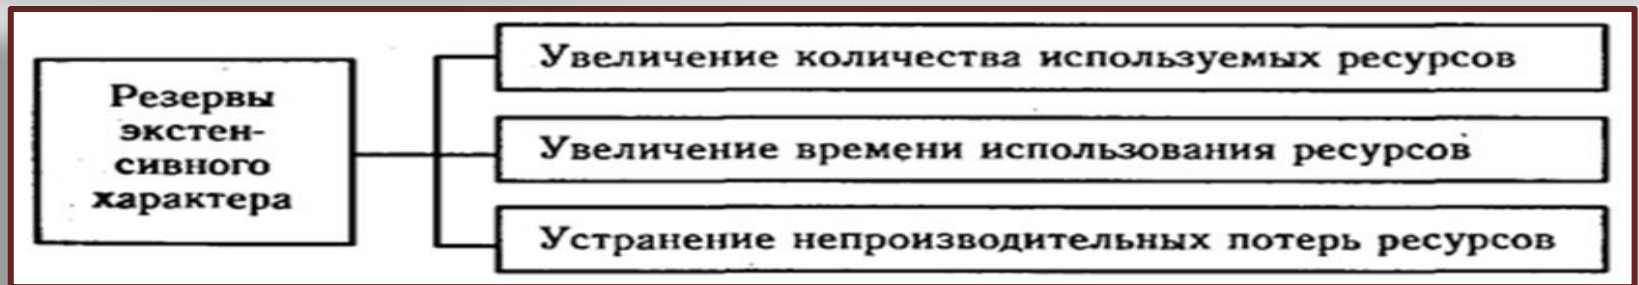 Резервы
экстен-
сивного
характера
Увеличение количества используемых ресурсов
Увеличение времени использования ресурсов
Устранение непроизводительных потерь ресурсов